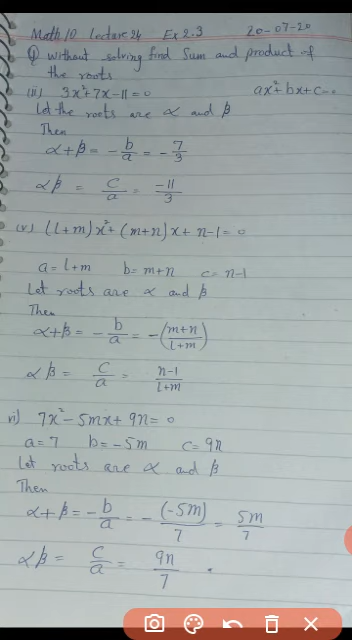 Math 10 Lecture 24 Ex 2.3 20-07-20
Q without solving find Sum and product of
the roots
(iii) 3x²+7x-11=0 ax²+bx+c=0
Let the roots are α and β
Then
α+β = -b/a = -7/3
αβ = c/a = -11/3
(v) (l+m)x²+(m+n)x+n-1=0
a=l+m b=m+n c=n-1
Let roots are α and β
Then
α+β = -b/a = -(m+n/l+m)
αβ = c/a = n-1/l+m
vi) 7x²-5mx+9n=0
a=7 b=-5m c=9n
Let roots are α and β
Then
α+β = -b/a = -(-5m)/7 = 5m/7
αβ = c/a = 9n/7 .